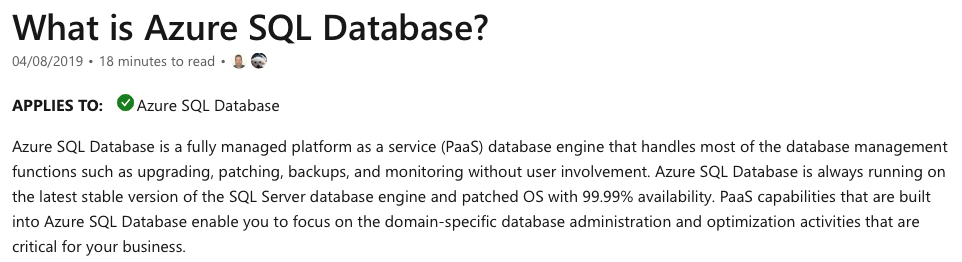 What is Azure SQL Database?
04/08/2019 • 18 minutes to read •
APPLIES TO: Azure SQL Database
Azure SQL Database is a fully managed platform as a service (PaaS) database engine that handles most of the database management
functions such as upgrading, patching, backups, and monitoring without user involvement. Azure SQL Database is always running on
the latest stable version of the SQL Server database engine and patched OS with 99.99% availability. PaaS capabilities that are built
into Azure SQL Database enable you to focus on the domain-specific database administration and optimization activities that are
critical for your business.